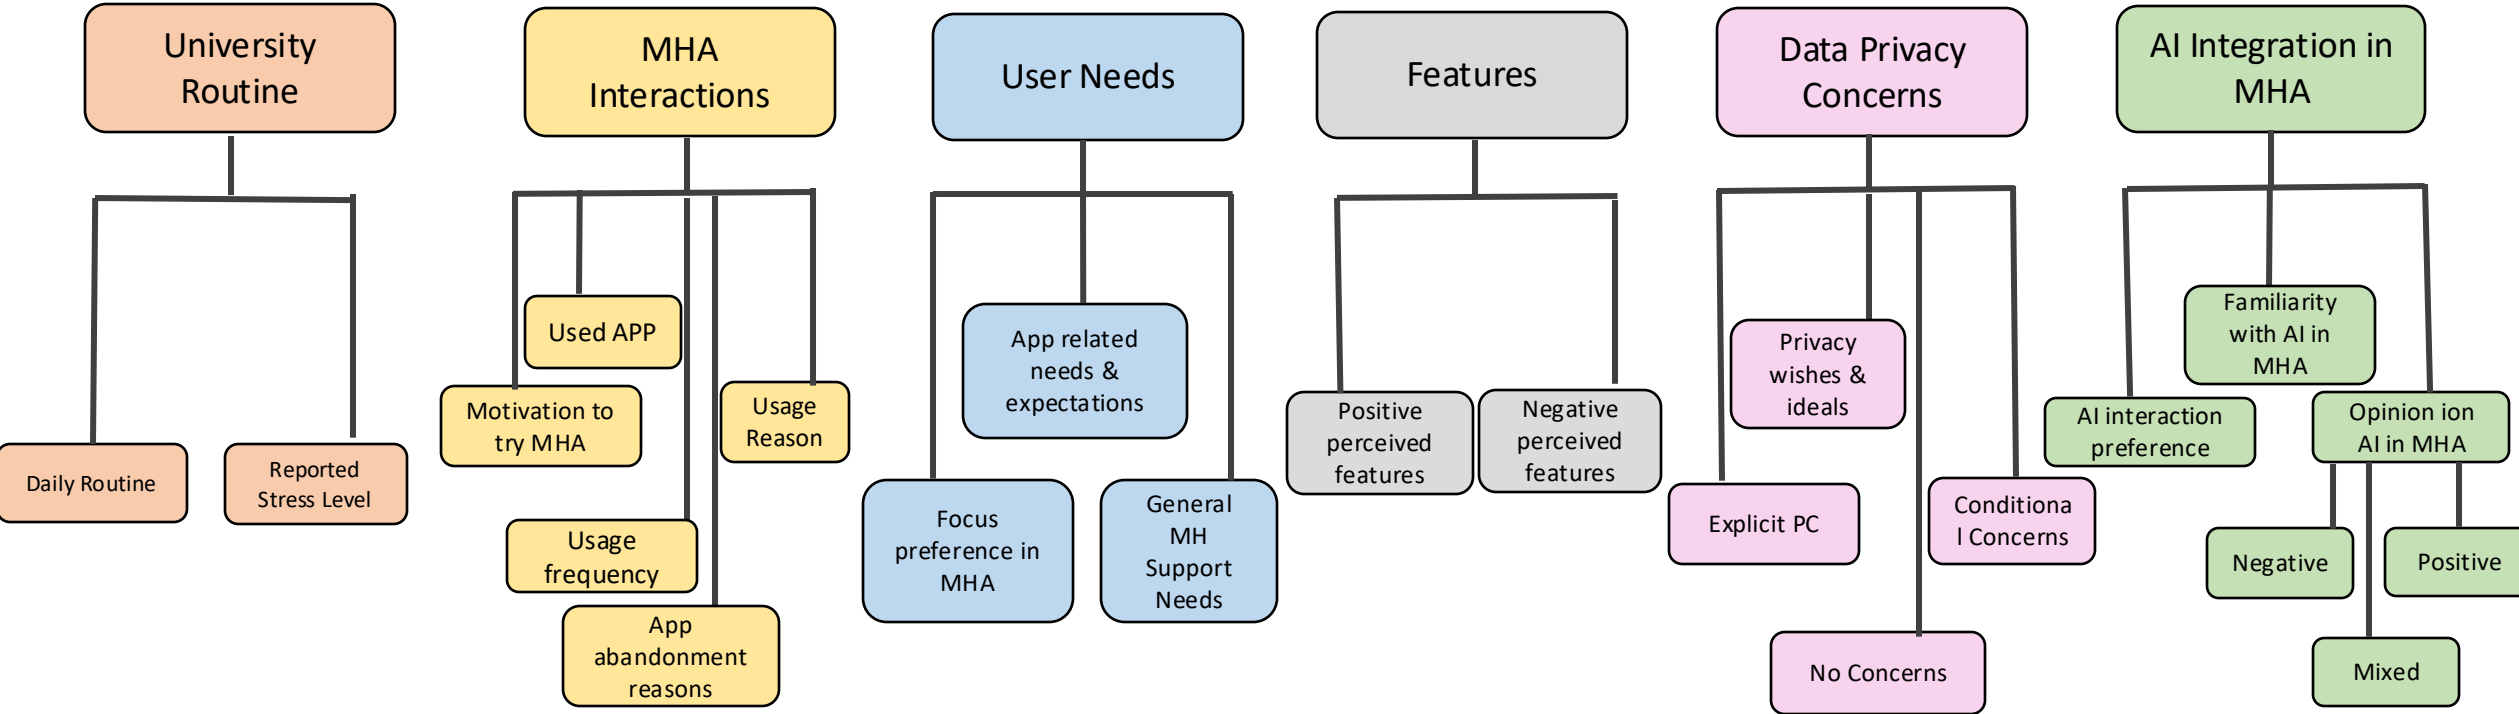 University
Routine
MHA
Interactions
User Needs
Features
Data Privacy
Concerns
AI Integration in
MHA
Daily Routine
Reported
Stress Level
Used APP
Motivation to
try MHA
Usage
Reason
Usage
frequency
App
abandonment
reasons
App related
needs &
expectations
Focus
preference in
MHA
General
MH
Support
Needs
Positive
perceived
features
Negative
perceived
features
Privacy
wishes &
ideals
Explicit PC
Conditiona
l Concerns
No Concerns
Familiarity
with AI in
MHA
AI interaction
preference
Opinion ion
AI in MHA
Negative
Positive
Mixed